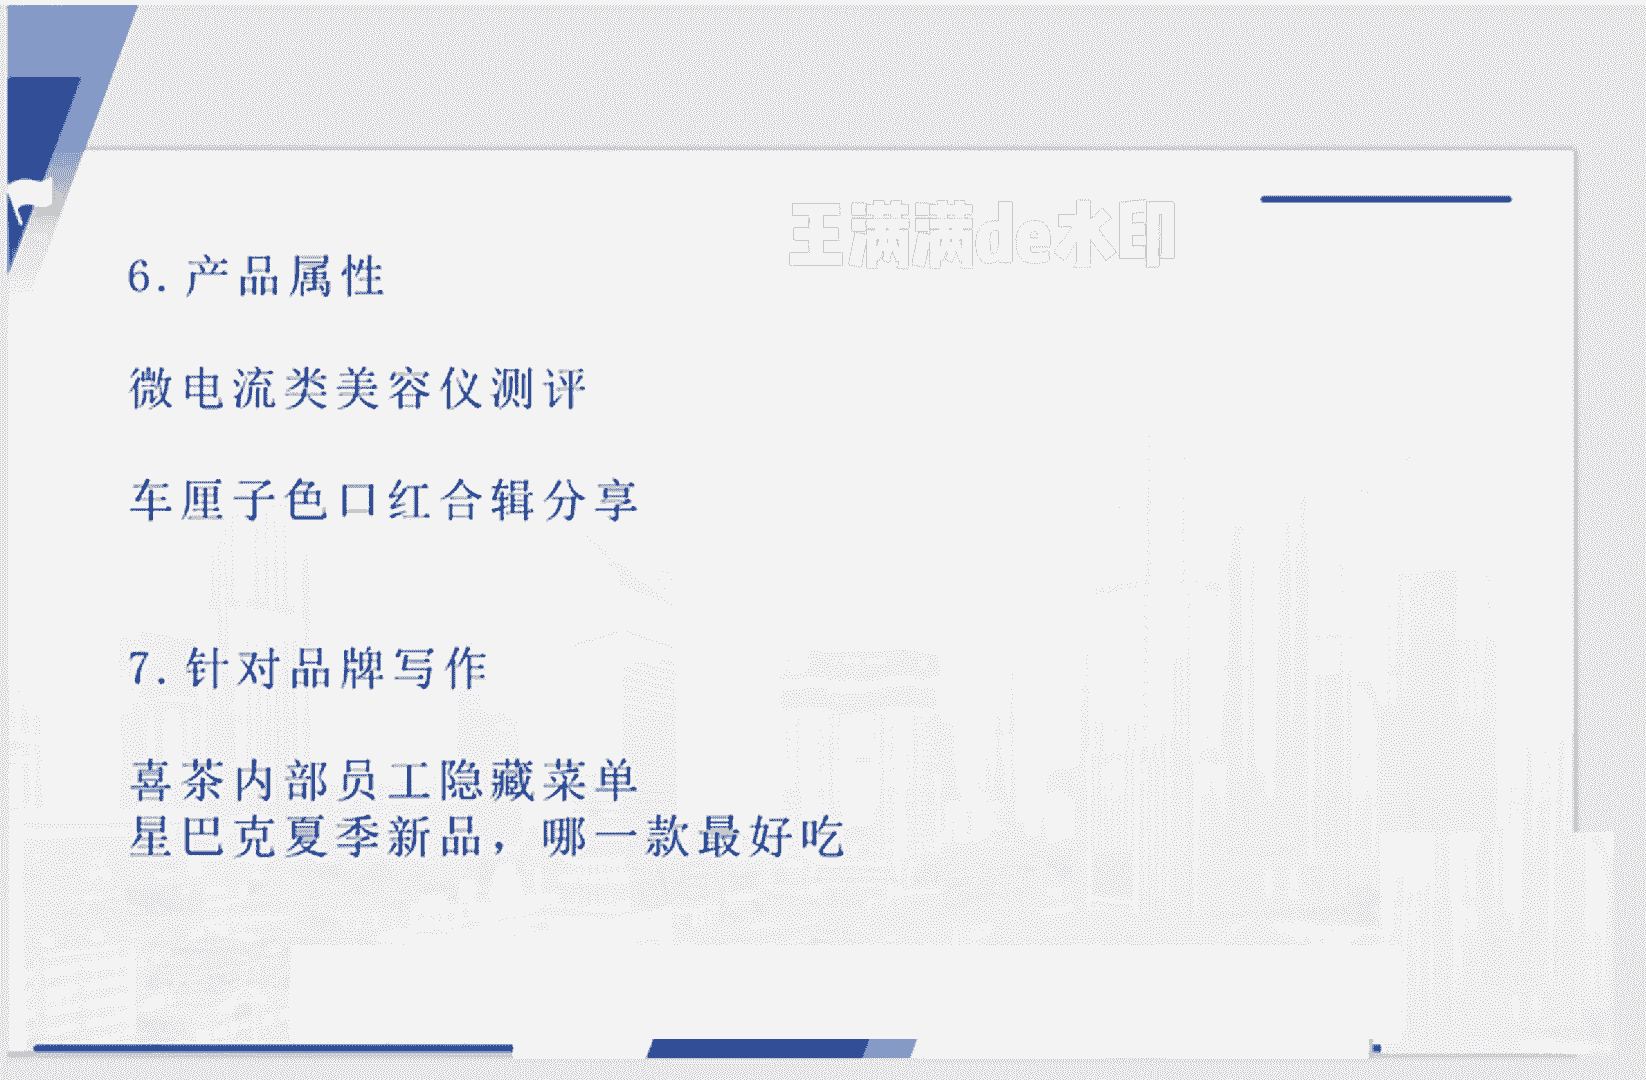 王满满de水印
6. 产品属性
微电流类美容仪测评
车厘子色口红合辑分享
7. 针对品牌写作
喜茶内部员工隐藏菜单
星巴克夏季新品，哪一款最好吃